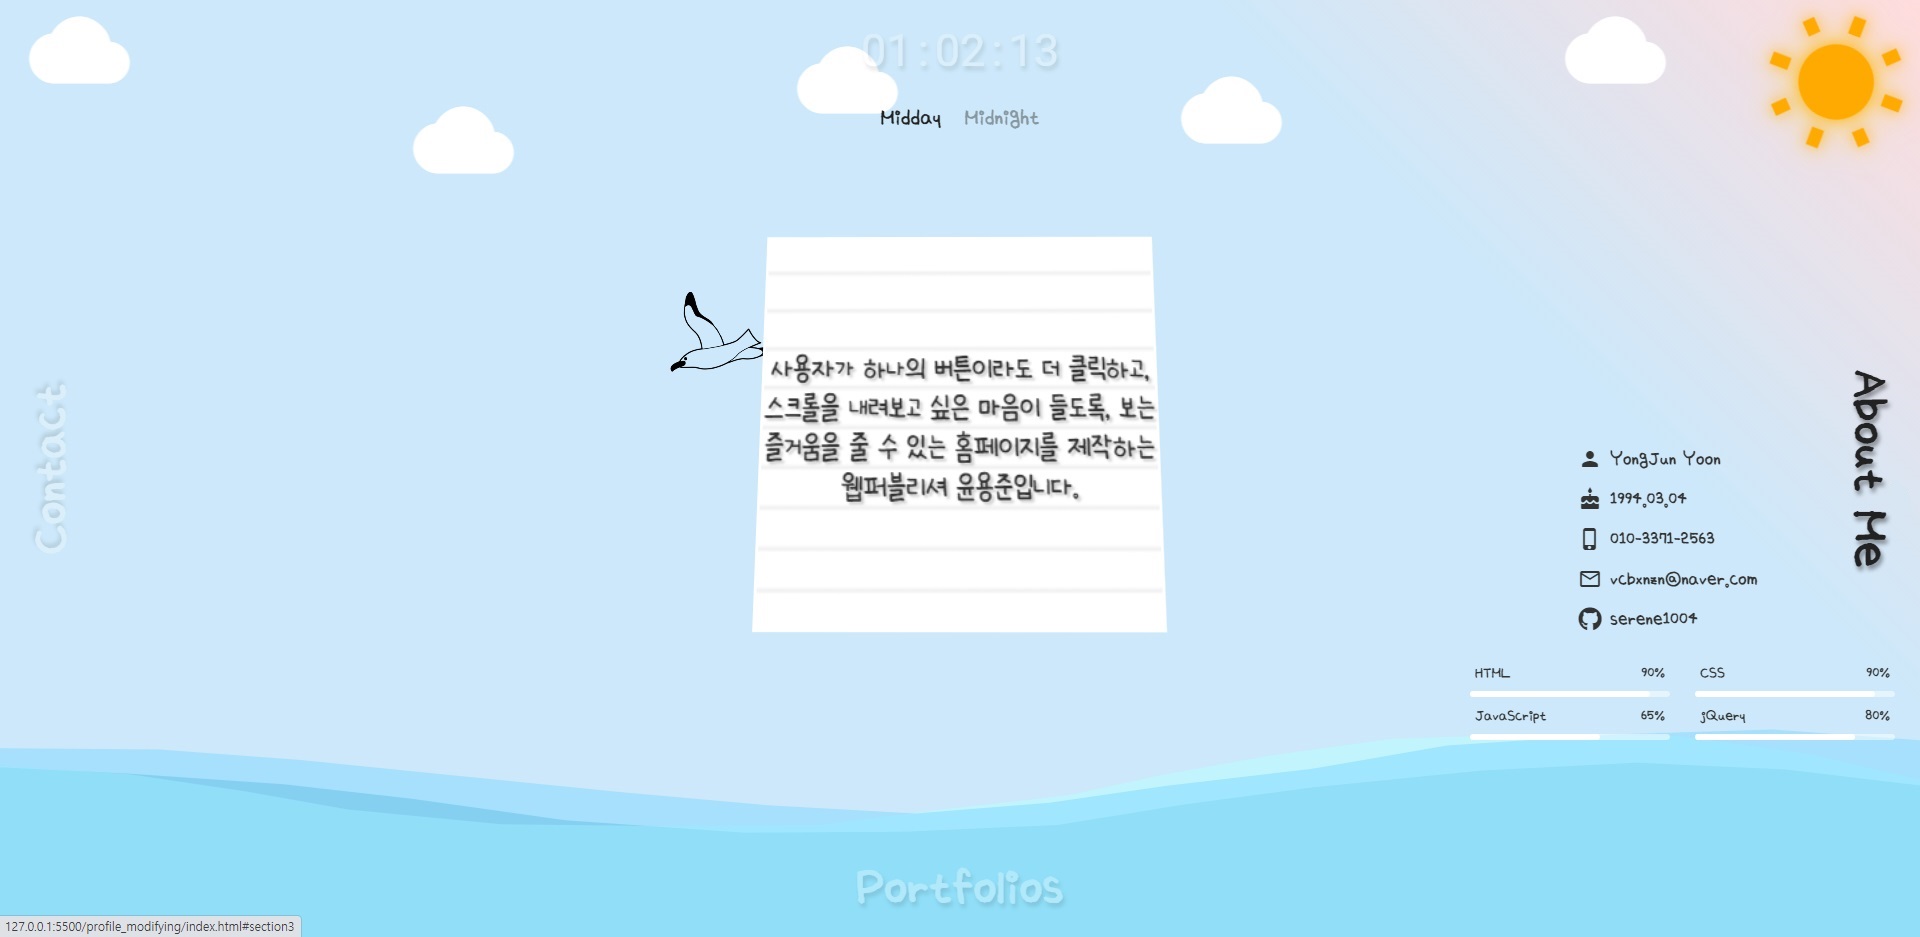 01:02:13
Midday Midnight
사용자가 하나의 버튼이라도 더 클릭하고,
스크롤을 내려보고 싶은 마음이 들도록, 보는
즐거움을 줄 수 있는 홈페이지를 제작하는
웹퍼블리셔 윤용준입니다.
Contact
About Me
YongJun Yoon
1994.03.04
010-3371-2563
vcbxnzn@naver.com
serene1004
HTML 90% CSS 90%
JavaScript 65% jQuery 80%
Portfolios
127.0.0.1:5500/profile_modifying/index.html#section3